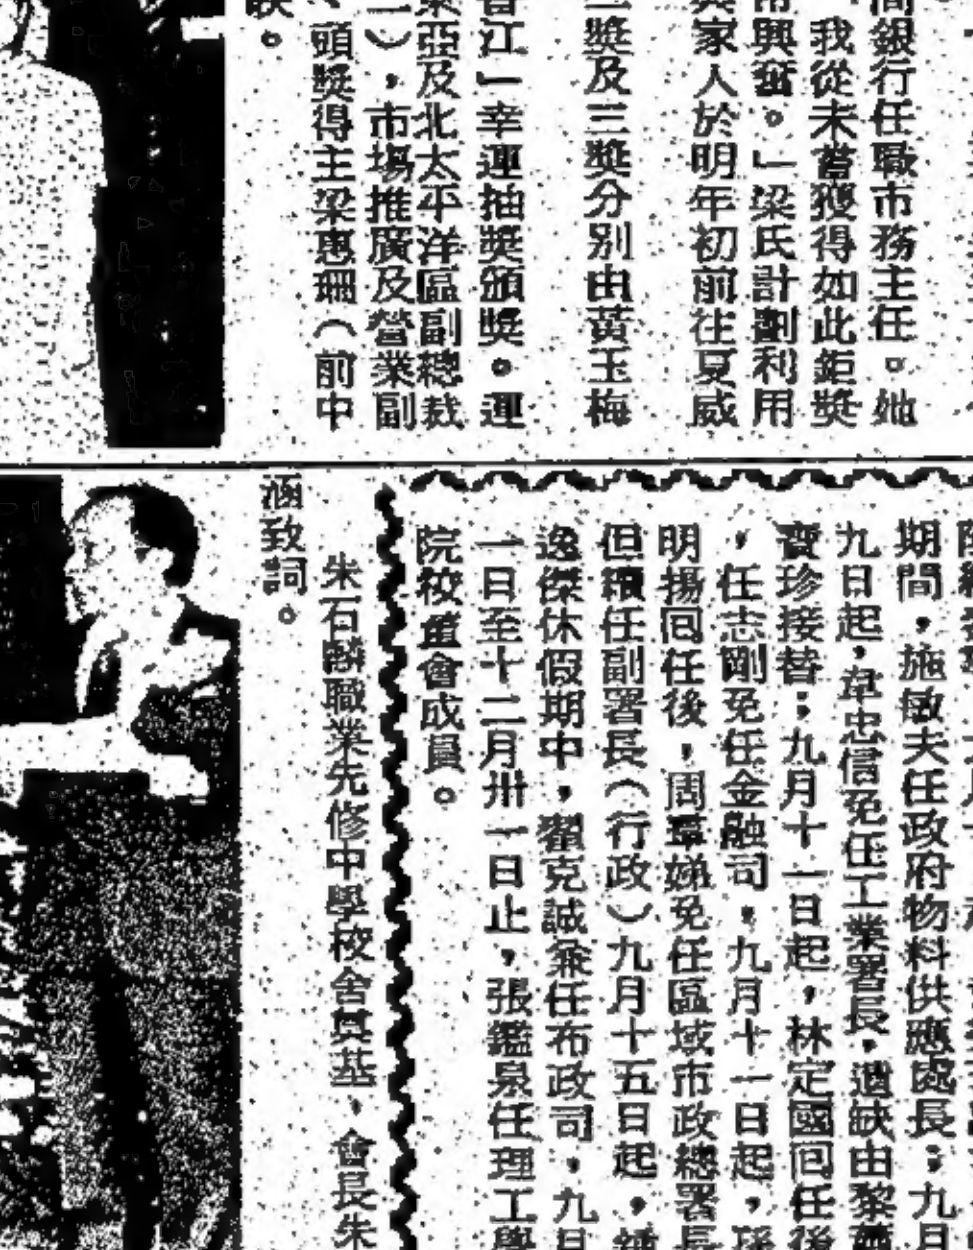 間銀行任職市務主任。她
我從未嘗獲得如此鉅獎
常興奮。」梁氏計劃利用
與家人於明年初前往夏威
二獎及三獎分別由黃玉梅
香江」幸運抽獎頒獎。運
東亞及北太平洋區副總裁
二），市場推廣及營業副
、頭獎得主梁惠珊（前中
。
期間，施敏夫任政府物料供應處長；九月
九日起，韋忠信免任工業署長，遺缺由黎
寶珍接替；九月十一日起，林定國回任後
，任志剛免任金融司，九月十一日起，孫
明揚回任後，周韋娣免任區域市政總署長
但續任副署長（行政）九月十五日起，鍾
逸傑休假期中，翟克誠兼任布政司，九月
一日至十二月卅一日止，張鑑泉任理工學
院校董會成員。
朱石麟職業先修中學校舍奠基，會長朱
涵致詞。